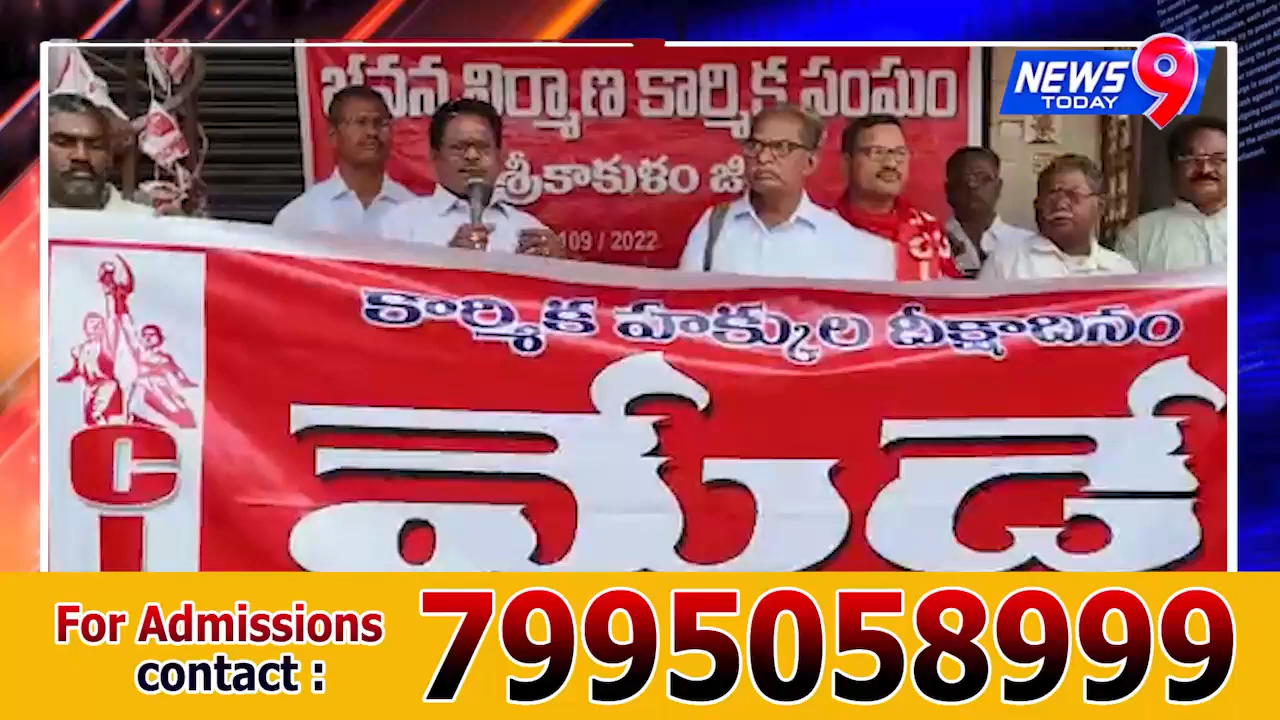 భవన నిర్మాణ కార్మిక సంఘం
NEWS 9
TODAY
శ్రీకాకుళం జి
109 / 2022
కార్మిక హక్కుల దీక్షాదినం
మేడే
C
I
For Admissions
contact :
7995058999